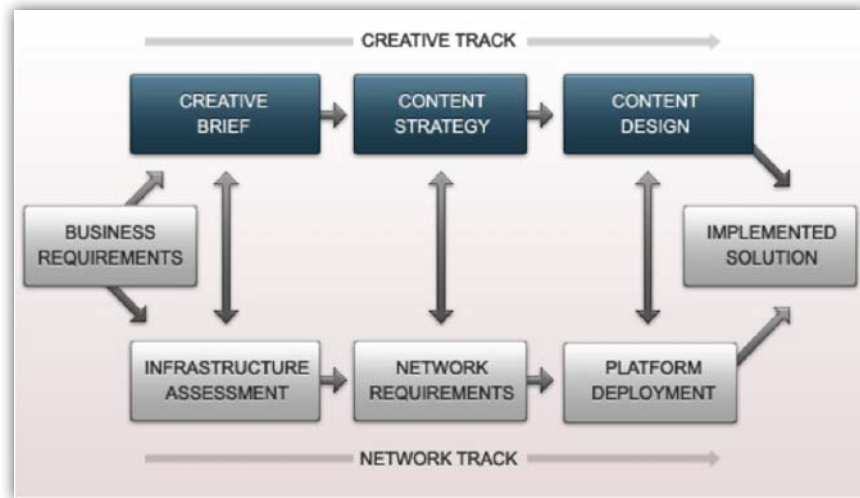 CREATIVE TRACK
CREATIVE
BRIEF
CONTENT
STRATEGY
CONTENT
DESIGN
BUSINESS
REQUIREMENTS
IMPLEMENTED
SOLUTION
INFRASTRUCTURE
ASSESSMENT
NETWORK
REQUIREMENTS
PLATFORM
DEPLOYMENT
NETWORK TRACK